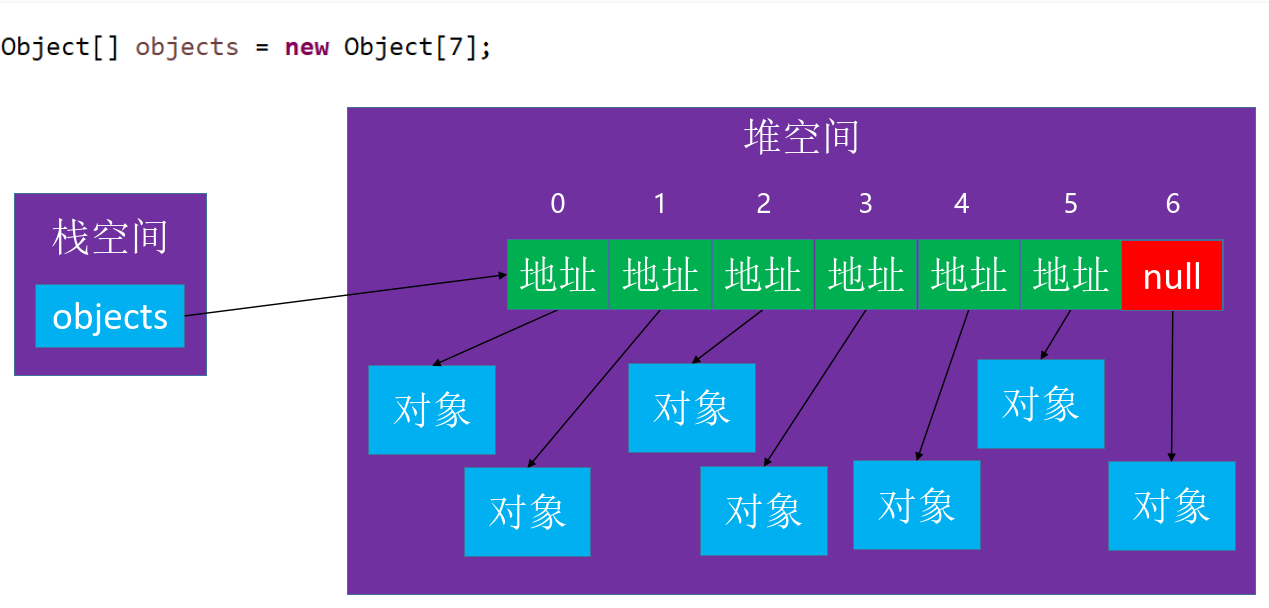 Object[] objects = new Object[7];
堆空间
0 1 2 3 4 5 6
栈空间
地址 地址 地址 地址 地址 地址 null
objects
对象 对象 对象
对象 对象 对象 对象